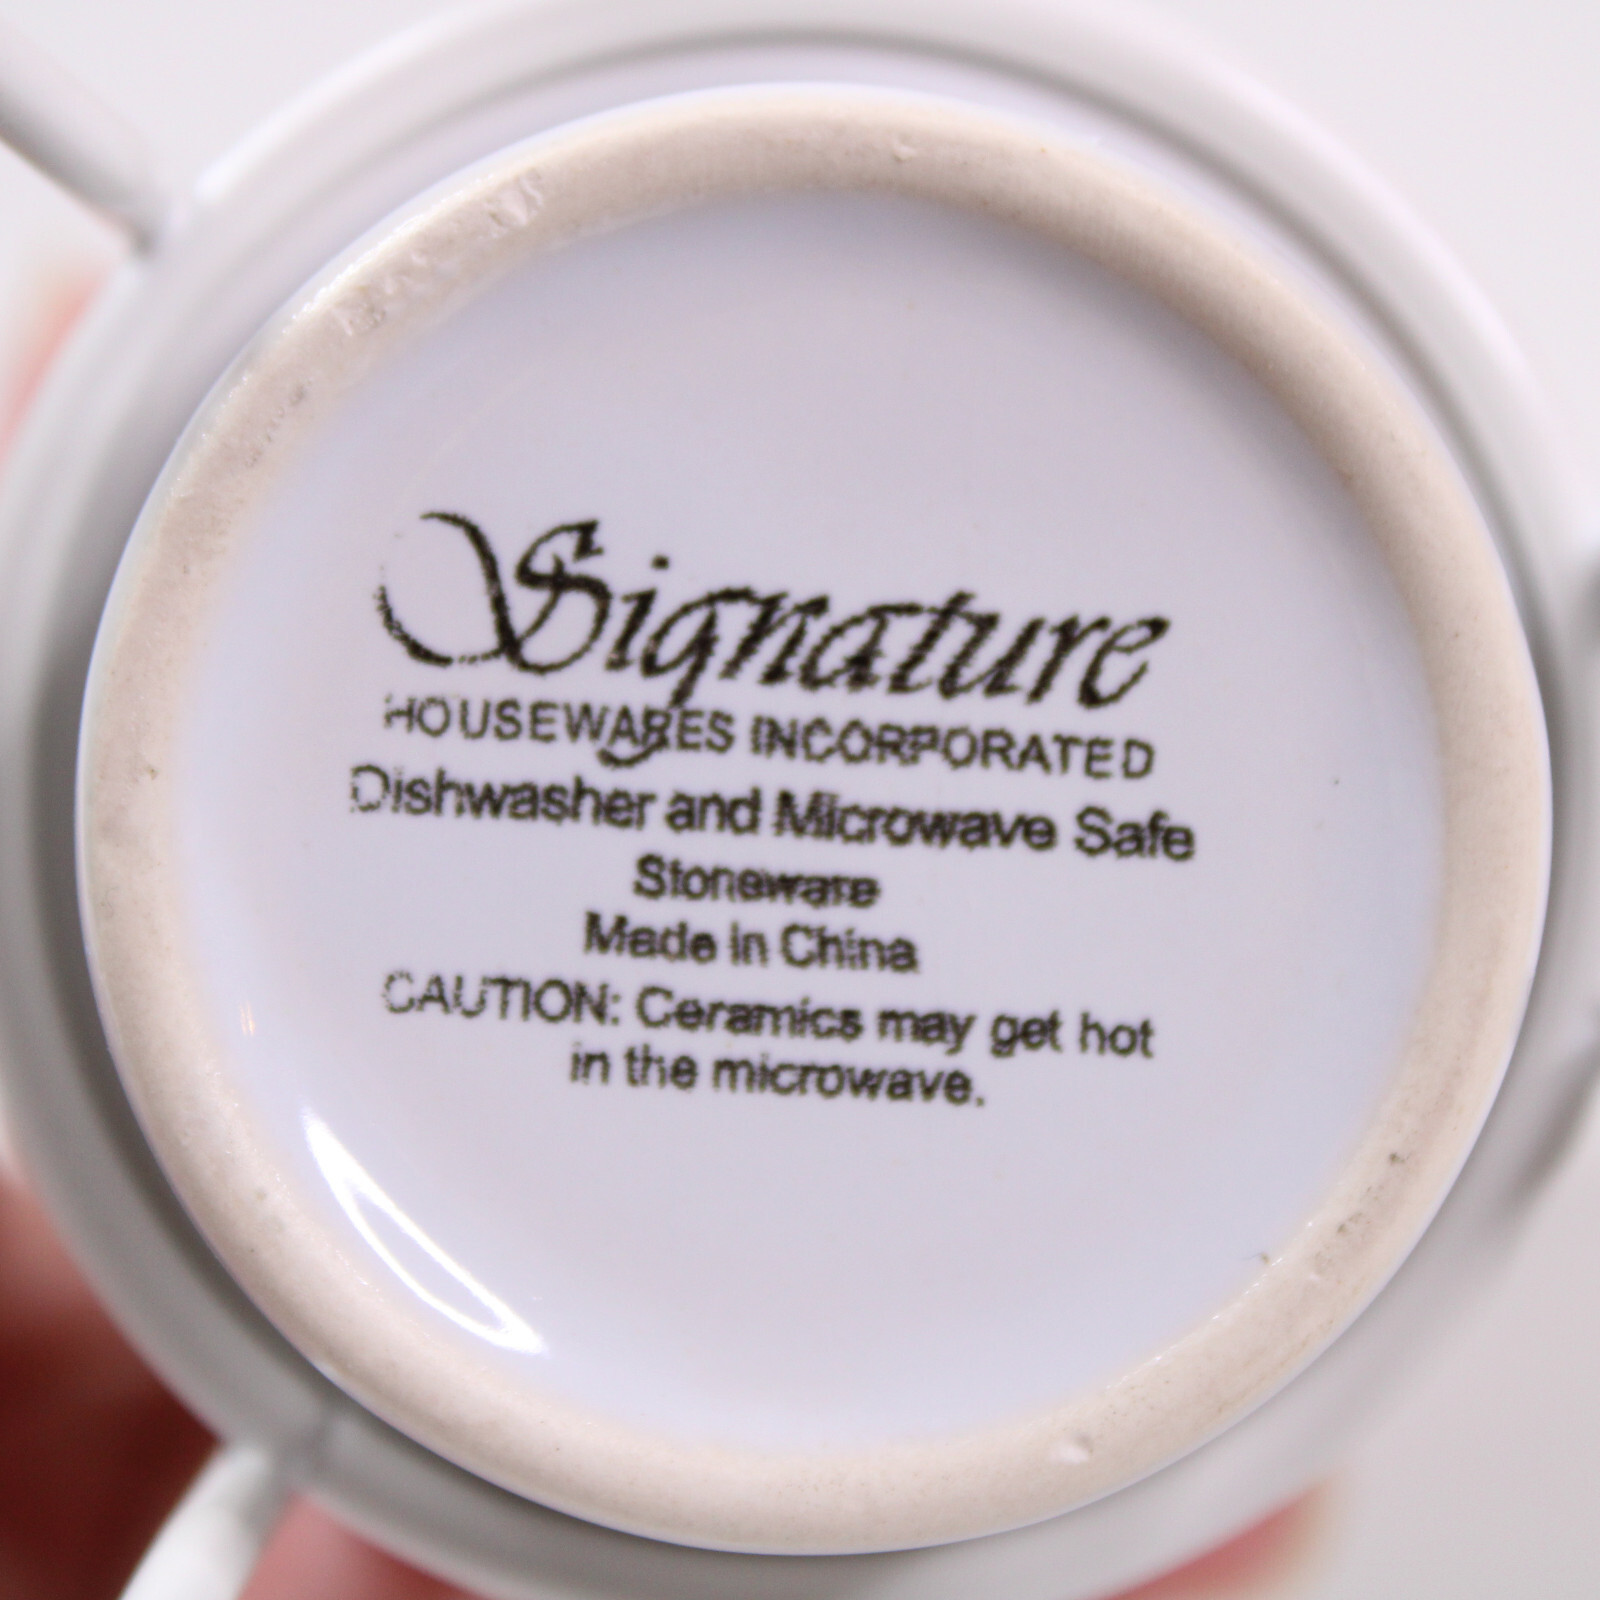 Signature
HOUSEWARES INCORPORATED
Dishwasher and Microwave Safe
Stoneware
Made in China
CAUTION: Ceramics may get hot
in the microwave.